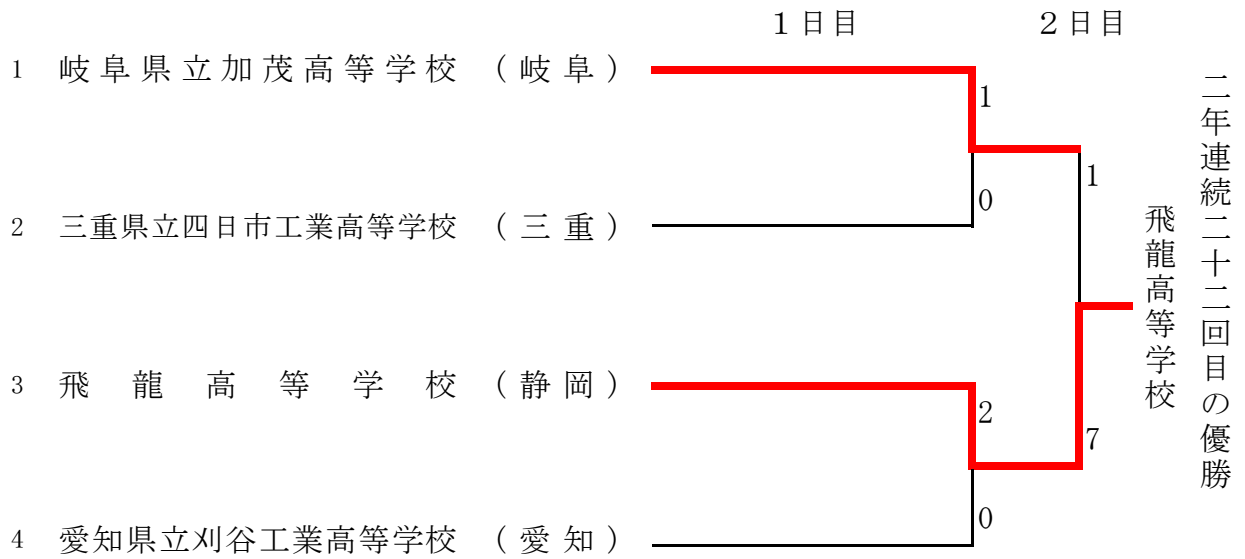 １日目 ２日目
1 岐阜県立加茂高等学校 （岐阜）
1
1
0
2 三重県立四日市工業高等学校 （三重）
3 飛龍高等学校 （静岡）
2
7
0
4 愛知県立刈谷工業高等学校 （愛知）
飛龍高等学校
二年連続二十二回目の優勝